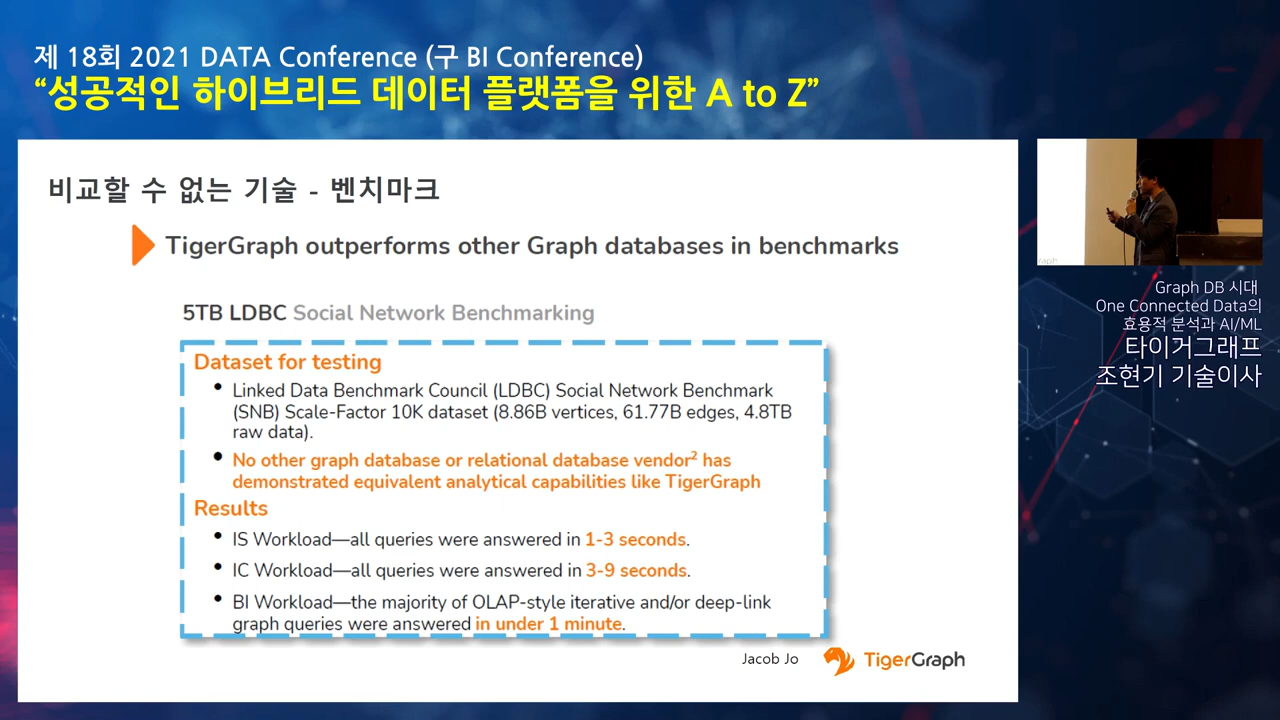 제 18회 2021 DATA Conference (구 BI Conference)
“성공적인 하이브리드 데이터 플랫폼을 위한 A to Z”
비교할 수 없는 기술 - 벤치마크
TigerGraph outperforms other Graph databases in benchmarks
5TB LDBC Social Network Benchmarking
Dataset for testing
• Linked Data Benchmark Council (LDBC) Social Network Benchmark
(SNB) Scale-Factor 10K dataset (8.86B vertices, 61.77B edges, 4.8TB
raw data).
• No other graph database or relational database vendor² has
demonstrated equivalent analytical capabilities like TigerGraph
Results
• IS Workload—all queries were answered in 1-3 seconds.
• IC Workload—all queries were answered in 3-9 seconds.
• BI Workload—the majority of OLAP-style iterative and/or deep-link
graph queries were answered in under 1 minute.
Jacob Jo
TigerGraph
raph
Graph DB 시대
One Connected Data의
효용적 분석과 AI/ML
타이거그래프
조현기 기술이사